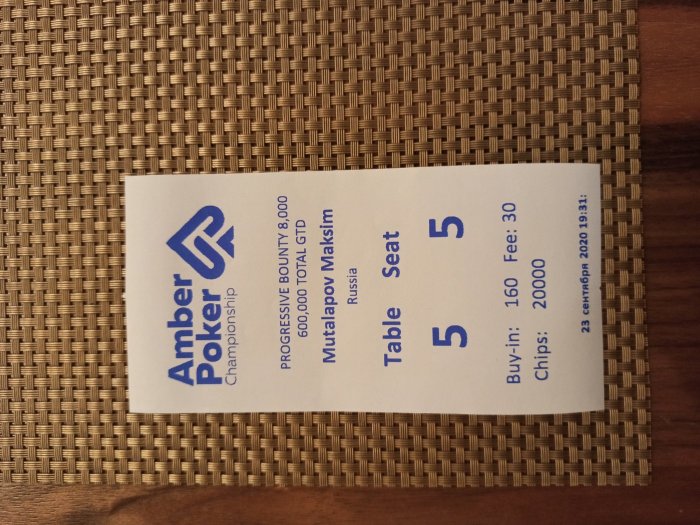 Amber
Poker
Championship
PROGRESSIVE BOUNTY 8,000
600,000 TOTAL GTD
Mutalapov Maksim
Russia
Table Seat
5 5
Buy-in: 160 Fee: 30
Chips: 20000
23 сентября 2020 19:31: